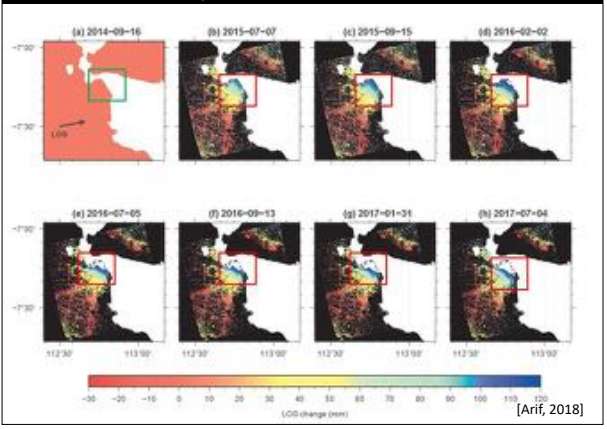 (a) 2014-09-16
(b) 2015-07-07
(c) 2015-09-15
(d) 2016-02-02
-7°00'
-7°30'
LOS
(e) 2016-07-05
(f) 2016-09-13
(g) 2017-01-31
(h) 2017-07-04
-7°00'
-7°30'
112°30' 113°00' 112°30' 113°00' 112°30' 113°00' 112°30' 113°00'
-30 -20 -10 0 10 20 30 40 50 60 70 80 90 100 110 120
LOS change (mm)
[Arif, 2018]